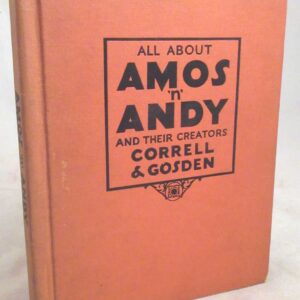 ALL ABOUT
AMOS
'n'
ANDY
AND THEIR CREATORS
CORRELL
& GOSDEN